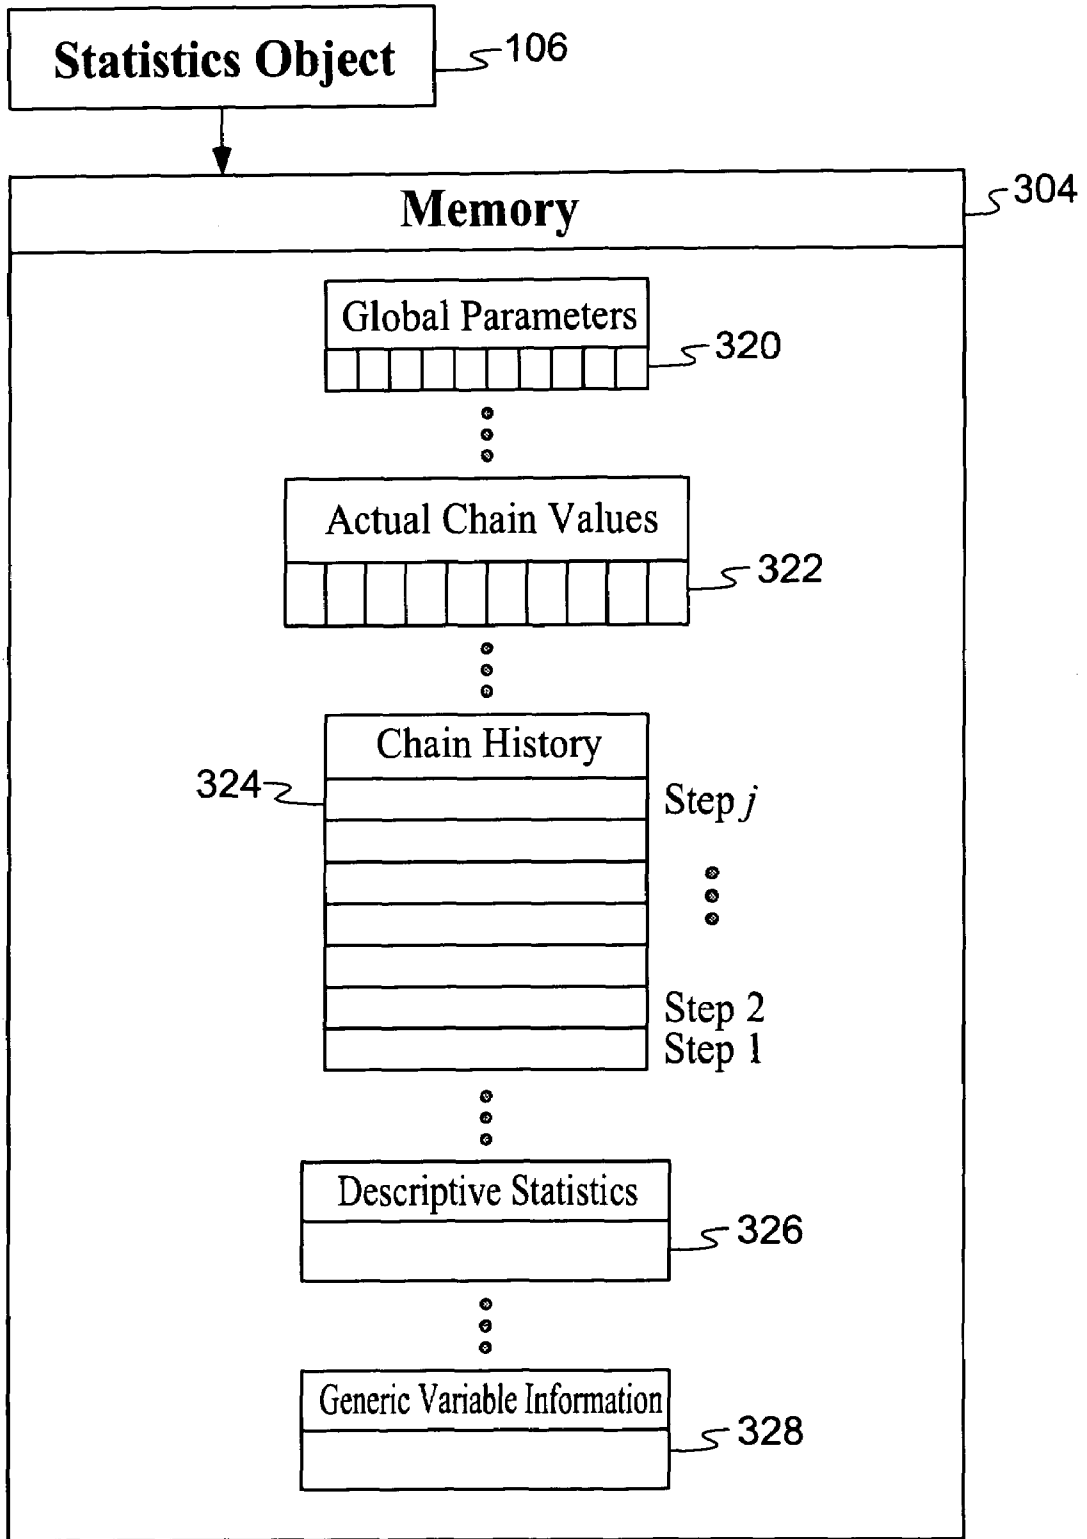 Statistics Object
106
Memory
304
Global Parameters
320
Actual Chain Values
322
Chain History
324
Step j
Step 2
Step 1
Descriptive Statistics
326
Generic Variable Information
328